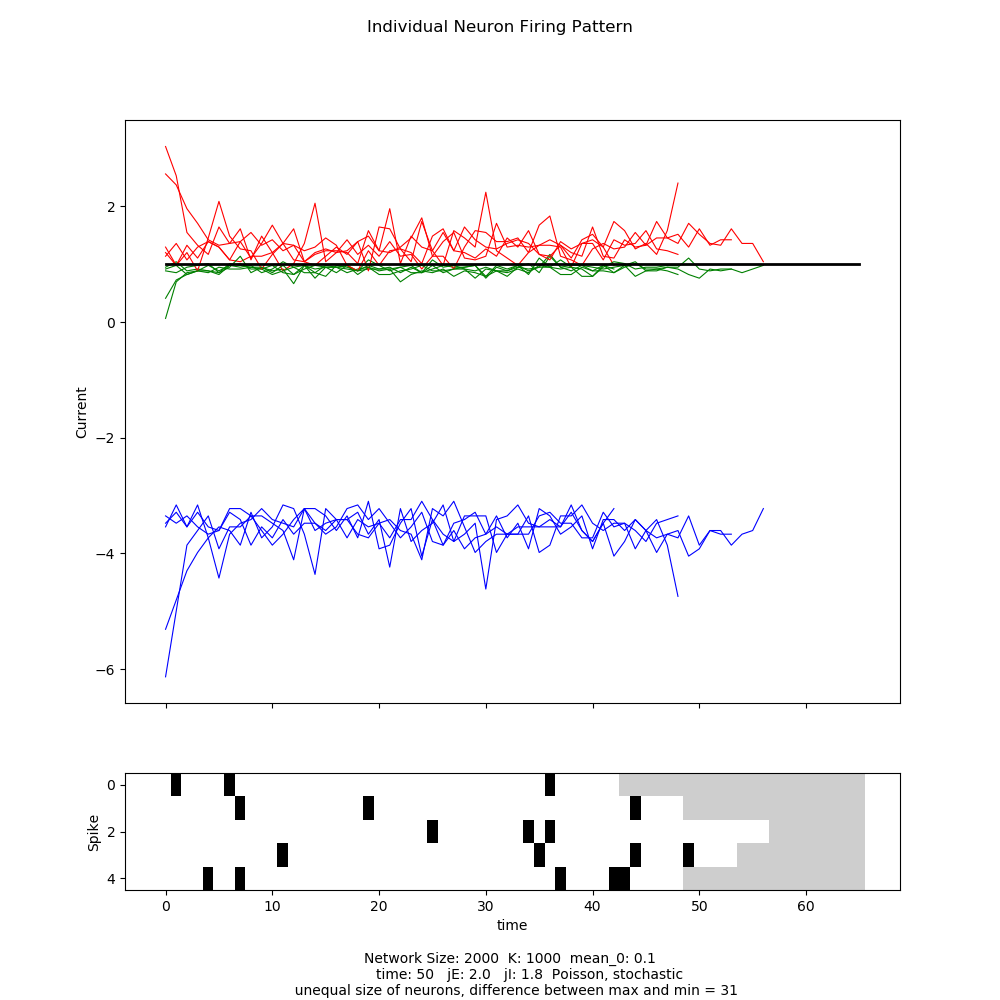 Individual Neuron Firing Pattern
2
0
−2
−4
−6
Current
0
2
4
Spike
0 10 20 30 40 50 60
time
Network Size: 2000 K: 1000 mean_0: 0.1
time: 50 jE: 2.0 jI: 1.8 Poisson, stochastic
unequal size of neurons, difference between max and min = 31